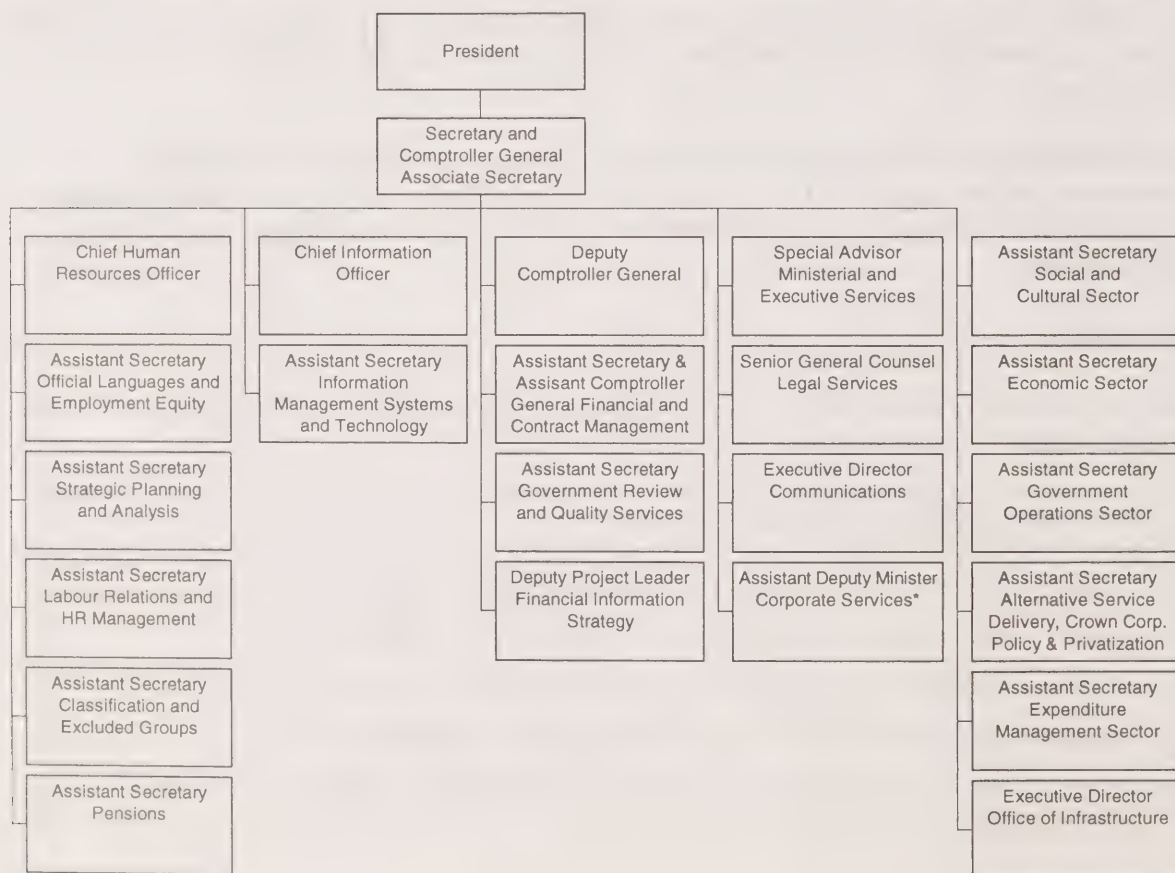 President
Secretary and
Comptroller General
Associate Secretary
Chief Human
Resources Officer
Assistant Secretary
Official Languages and
Employment Equity
Assistant Secretary
Strategic Planning
and Analysis
Assistant Secretary
Labour Relations and
HR Management
Assistant Secretary
Classification and
Excluded Groups
Assistant Secretary
Pensions
Chief Information
Officer
Assistant Secretary
Information
Management Systems
and Technology
Deputy
Comptroller General
Assistant Secretary &
Assisant Comptroller
General Financial and
Contract Management
Assistant Secretary
Government Review
and Quality Services
Deputy Project Leader
Financial Information
Strategy
Special Advisor
Ministerial and
Executive Services
Senior General Counsel
Legal Services
Executive Director
Communications
Assistant Deputy Minister
Corporate Services*
Assistant Secretary
Social and
Cultural Sector
Assistant Secretary
Economic Sector
Assistant Secretary
Government
Operations Sector
Assistant Secretary
Alternative Service
Delivery, Crown Corp.
Policy & Privatization
Assistant Secretary
Expenditure
Management Sector
Executive Director
Office of Infrastructure